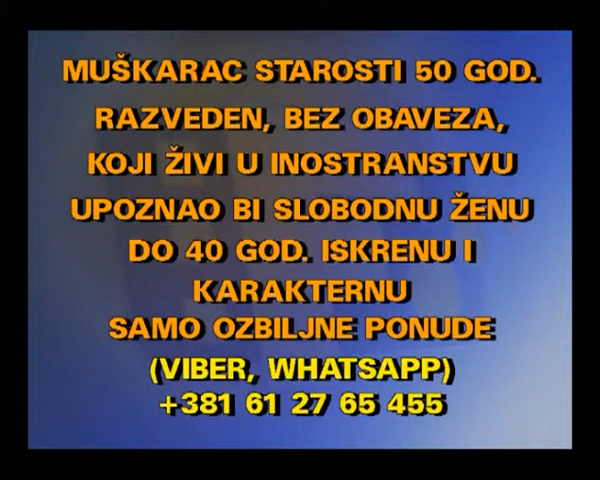 MUŠKARAC STAROSTI 50 GOD.
RAZVEDEN, BEZ OBAVEZA,
KOJI ŽIVI U INOSTRANSTVU
UPOZNAO BI SLOBODNU ŽENU
DO 40 GOD. ISKRENU I
KARAKTERNU
SAMO OZBILJNE PONUDE
(VIBER, WHATSAPP)
+381 61 27 65 455